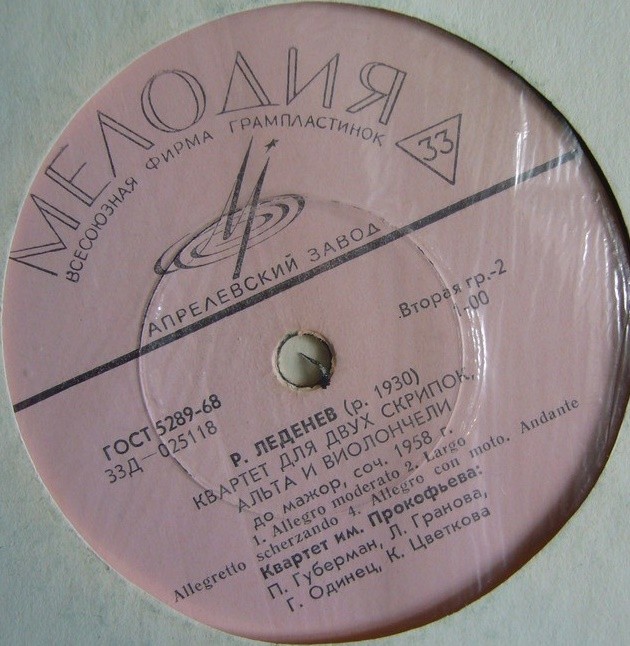 МЕЛОДИЯ
ВСЕСОЮЗНАЯ ФИРМА ГРАМПЛАСТИНОК
33
АПРЕЛЕВСКИЙ ЗАВОД
Вторая гр.-2
1-00
ГОСТ 5289-68
33Д—025118
Р. ЛЕДЕНЕВ (р. 1930)
КВАРТЕТ ДЛЯ ДВУХ СКРИПОК,
АЛЬТА И ВИОЛОНЧЕЛИ
до мажор, соч. 1958 г.
1. Allegro moderato 2. Largo
Allegretto scherzando 4. Allegro con moto. Andante
Квартет им. Прокофьева:
П. Губерман, Л. Гранова,
Г. Одинец, К. Цветкова